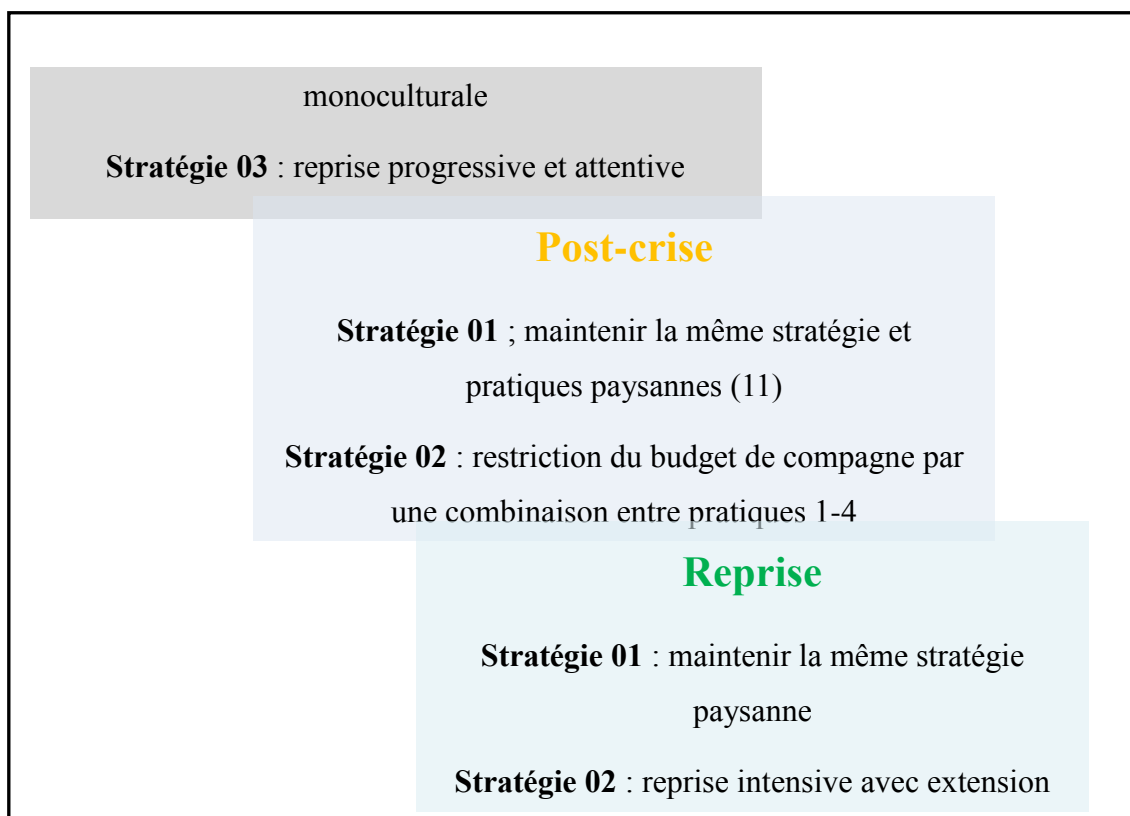 monoculturale
Stratégie 03 : reprise progressive et attentive
Post-crise
Stratégie 01 ; maintenir la même stratégie et
pratiques paysannes (11)
Stratégie 02 : restriction du budget de compagne par
une combinaison entre pratiques 1-4
Reprise
Stratégie 01 : maintenir la même stratégie
paysanne
Stratégie 02 : reprise intensive avec extension